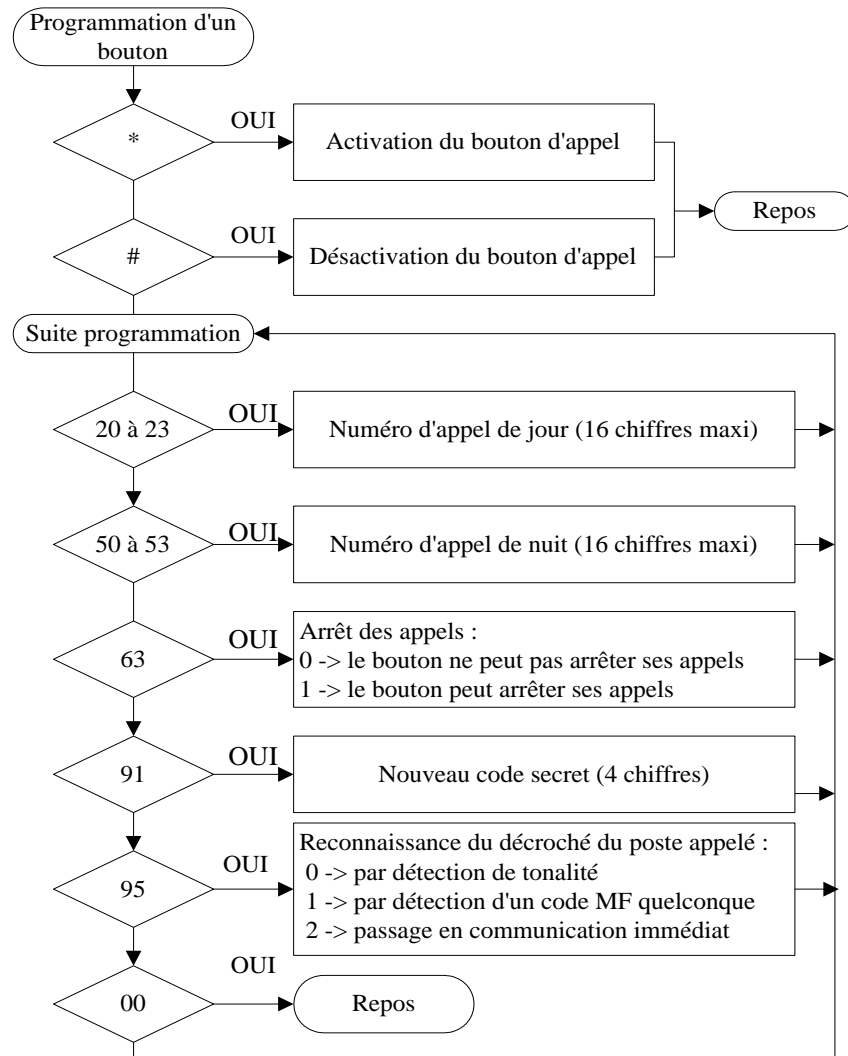 Programmation d'un
bouton
*
OUI
Activation du bouton d'appel
Repos
#
OUI
Désactivation du bouton d'appel
Suite programmation
20 à 23
OUI
Numéro d'appel de jour (16 chiffres maxi)
50 à 53
OUI
Numéro d'appel de nuit (16 chiffres maxi)
63
OUI
Arrêt des appels :
0 -> le bouton ne peut pas arrêter ses appels
1 -> le bouton peut arrêter ses appels
91
OUI
Nouveau code secret (4 chiffres)
95
OUI
Reconnaissance du décroché du poste appelé :
0 -> par détection de tonalité
1 -> par détection d'un code MF quelconque
2 -> passage en communication immédiat
00
OUI
Repos